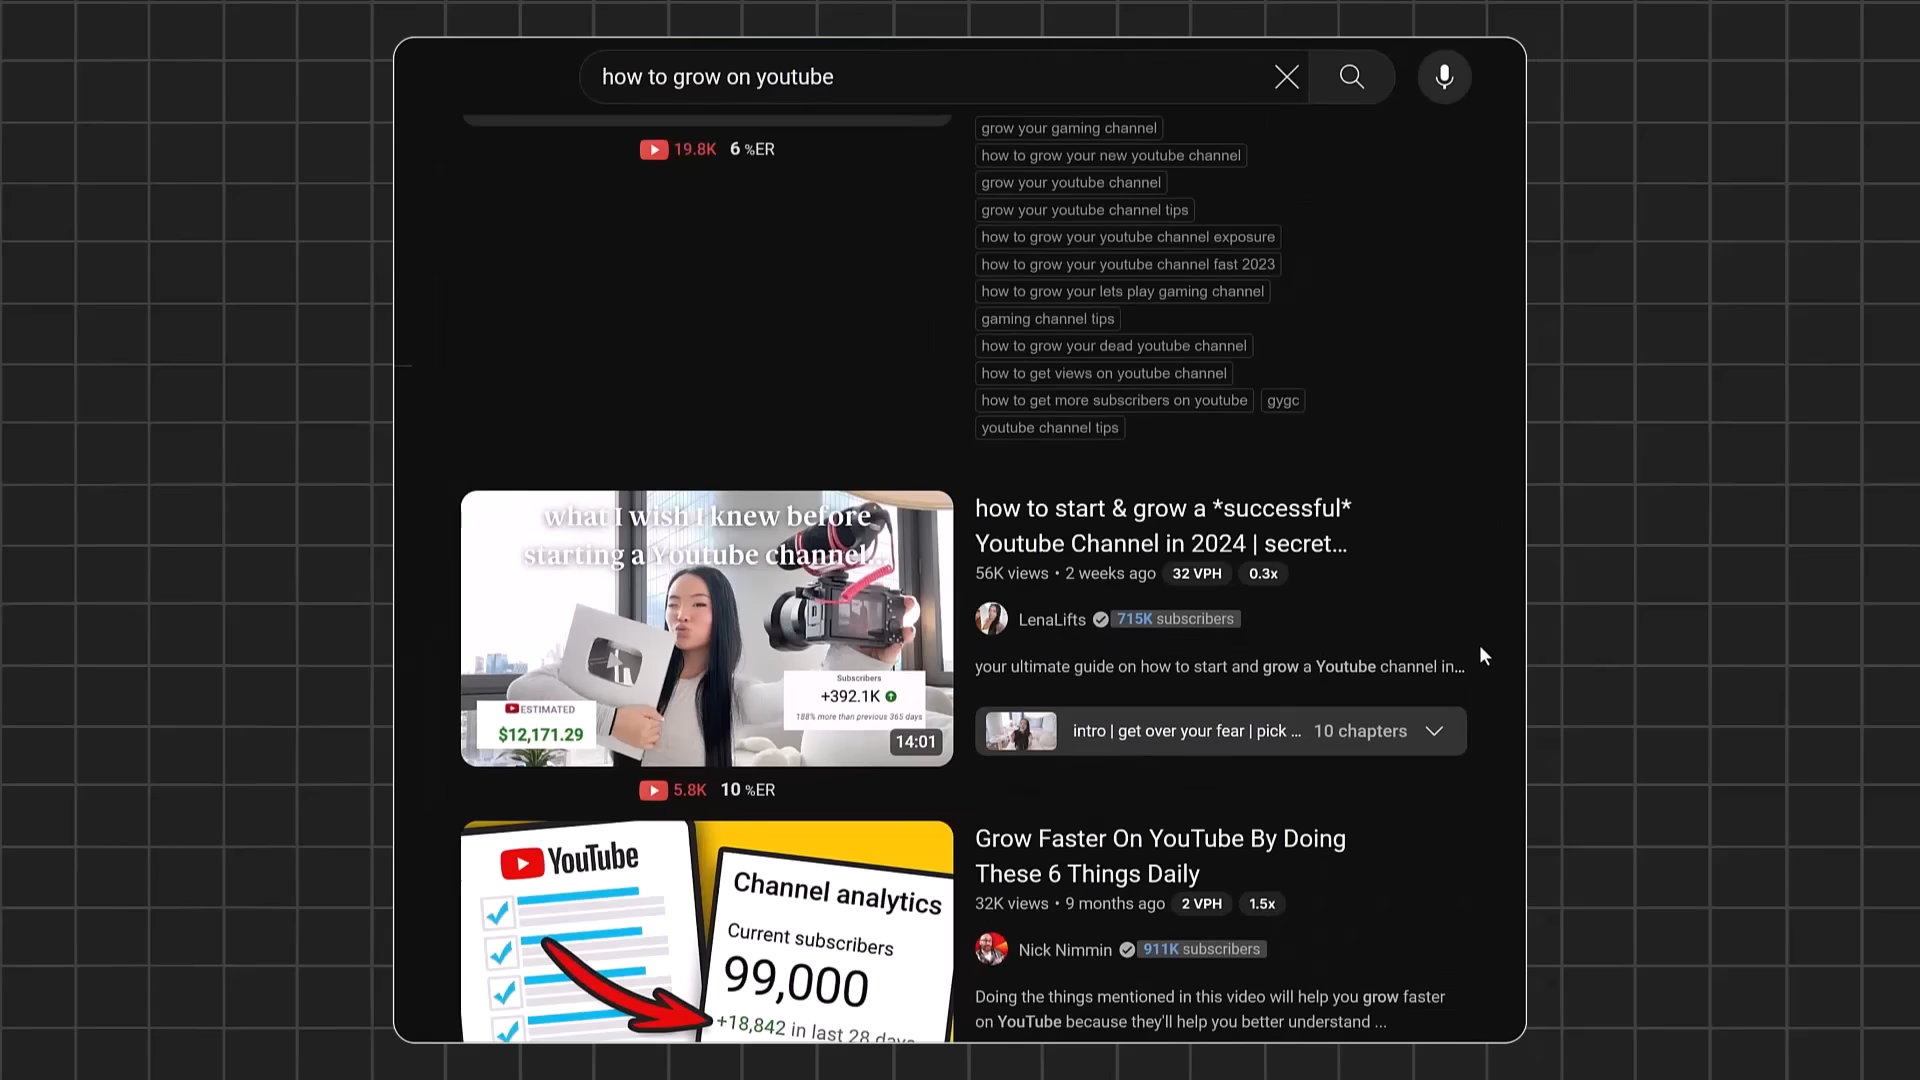 how to grow on youtube
19.8K 6 %ER
grow your gaming channel
how to grow your new youtube channel
grow your youtube channel
grow your youtube channel tips
how to grow your youtube channel exposure
how to grow your youtube channel fast 2023
how to grow your lets play gaming channel
gaming channel tips
how to grow your dead youtube channel
how to get views on youtube channel
how to get more subscribers on youtube gygc
youtube channel tips
what I wish I knew before
starting a Youtube channel...
Subscribers
+392.1K
188% more than previous 365 days
ESTIMATED
$12,171.29
14:01
5.8K 10 %ER
how to start & grow a *successful*
Youtube Channel in 2024 | secret...
56K views • 2 weeks ago 32 VPH 0.3x
LenaLifts 715K subscribers
your ultimate guide on how to start and grow a Youtube channel in...
intro | get over your fear | pick ... 10 chapters
YouTube
Channel analytics
Current subscribers
99,000
+18,842 in last 28 days
Grow Faster On YouTube By Doing
These 6 Things Daily
32K views • 9 months ago 2 VPH 1.5x
Nick Nimmin 911K subscribers
Doing the things mentioned in this video will help you grow faster
on YouTube because they'll help you better understand ...